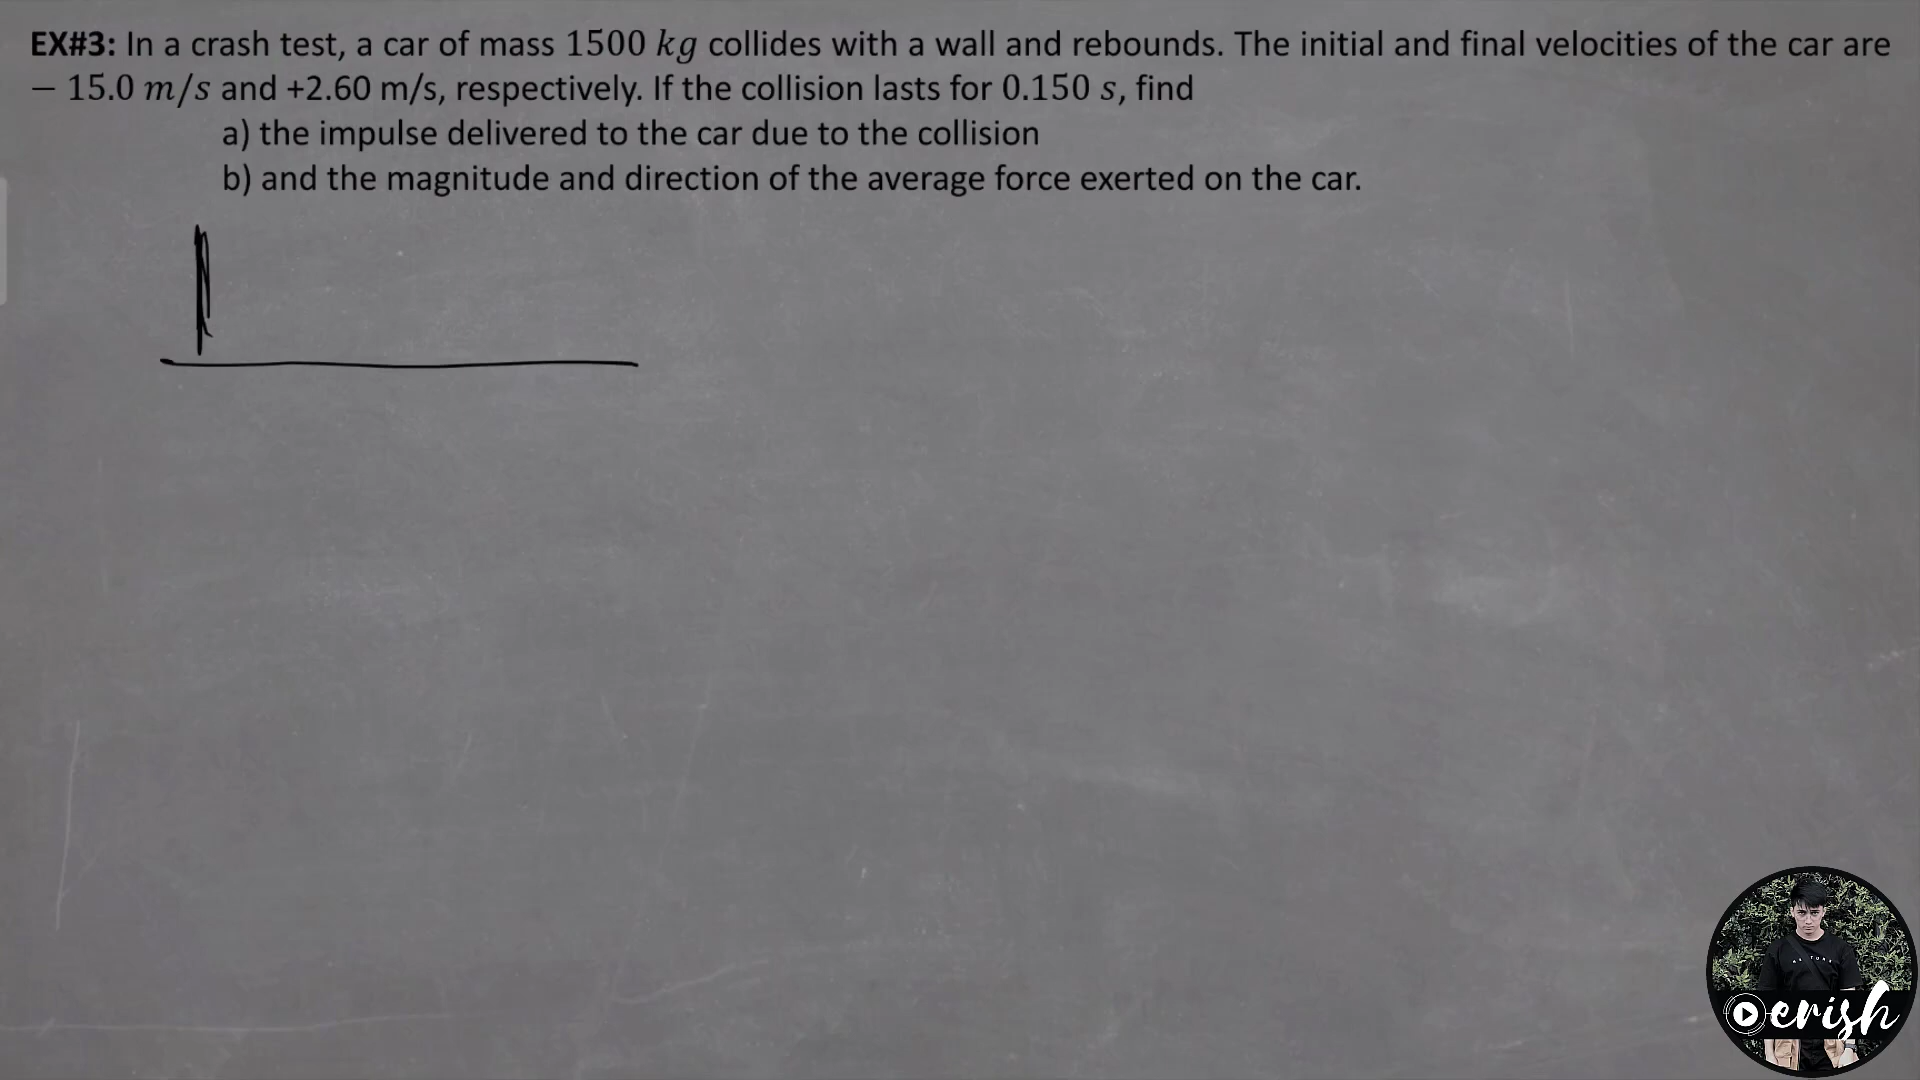 EX#3: In a crash test, a car of mass 1500 kg collides with a wall and rebounds. The initial and final velocities of the car are
− 15.0 m/s and +2.60 m/s, respectively. If the collision lasts for 0.150 s, find
a) the impulse delivered to the car due to the collision
b) and the magnitude and direction of the average force exerted on the car.
erish